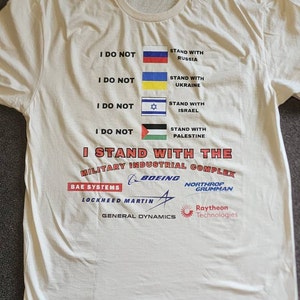 I DO NOT STAND WITH
RUSSIA
I DO NOT STAND WITH
UKRAINE
I DO NOT STAND WITH
ISRAEL
I DO NOT STAND WITH
PALESTINE
I STAND WITH THE
MILITARY INDUSTRIAL COMPLEX
BAE SYSTEMS
BOEING
NORTHROP
GRUMMAN
LOCKHEED MARTIN
GENERAL DYNAMICS
Raytheon
Technologies